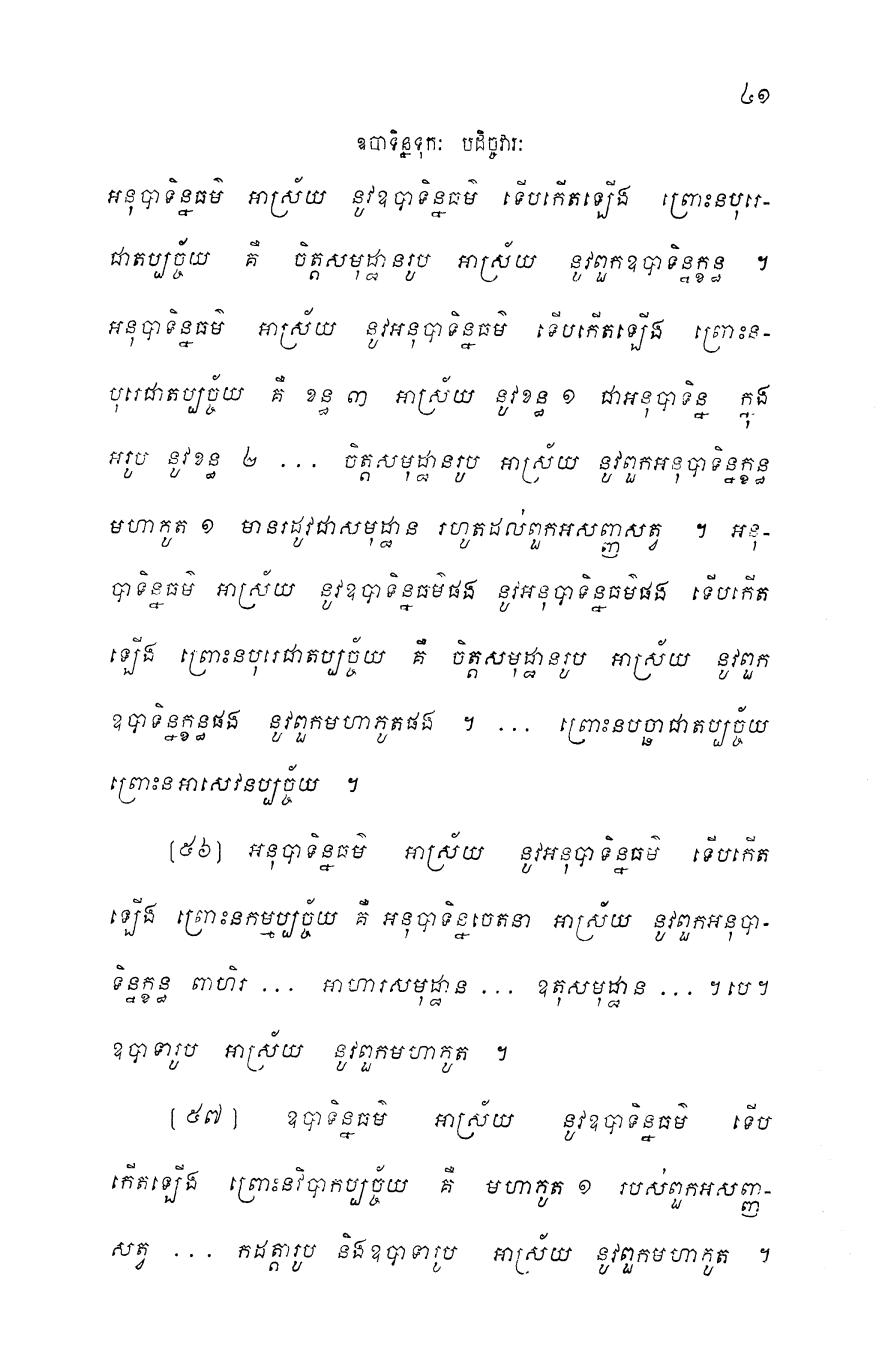 ៤១
ឧបាទិន្នទុកៈ បដិច្ចវារៈ
អនុបាទិន្នធម៌ អាស្រ័យ នូវឧបាទិន្នធម៌ ទើបកើតឡើង ព្រោះនបុរេ-
ជាតប្បច្ច័យ គឺ ចិត្តសមុដ្ឋានរូប អាស្រ័យ នូវពួកឧបាទិន្នក្ខន្ធ ។
អនុបាទិន្នធម៌ អាស្រ័យ នូវអនុបាទិន្នធម៌ ទើបកើតឡើង ព្រោះន-
បុរេជាតប្បច្ច័យ គឺ ខន្ធ ៣ អាស្រ័យ នូវខន្ធ ១ ជាអនុបាទិន្ន ក្នុង
អរូប នូវខន្ធ ២ ... ចិត្តសមុដ្ឋានរូប អាស្រ័យ នូវពួកអនុបាទិន្នក្ខន្ធ
មហាភូត ១ មានរដូវជាសមុដ្ឋាន រហូតដល់ពួកអសញ្ញសត្វ ។ អនុ-
បាទិន្នធម៌ អាស្រ័យ នូវឧបាទិន្នធម៌ផង នូវអនុបាទិន្នធម៌ផង ទើបកើត
ឡើង ព្រោះនបុរេជាតប្បច្ច័យ គឺ ចិត្តសមុដ្ឋានរូប អាស្រ័យ នូវពួក
ឧបាទិន្នក្ខន្ធផង នូវពួកមហាភូតផង ។ ... ព្រោះនបច្ឆាជាតប្បច្ច័យ
ព្រោះនអាសេវនប្បច្ច័យ ។
[៥៦] អនុបាទិន្នធម៌ អាស្រ័យ នូវអនុបាទិន្នធម៌ ទើបកើត
ឡើង ព្រោះនកម្មប្បច្ច័យ គឺ អនុបាទិន្នចេតនា អាស្រ័យ នូវពួកអនុបា-
ទិន្នក្ខន្ធ ពាហិរ ... អាហារសមុដ្ឋាន ... ឧតុសមុដ្ឋាន ... ។បេ។
ឧបាទារូប អាស្រ័យ នូវពួកមហាភូត ។
[៥៧] ឧបាទិន្នធម៌ អាស្រ័យ នូវឧបាទិន្នធម៌ ទើប
កើតឡើង ព្រោះនវិបាកប្បច្ច័យ គឺ មហាភូត ១ របស់ពួកអសញ្ញ-
សត្វ ... កដត្តារូប និងឧបាទារូប អាស្រ័យ នូវពួកមហាភូត ។